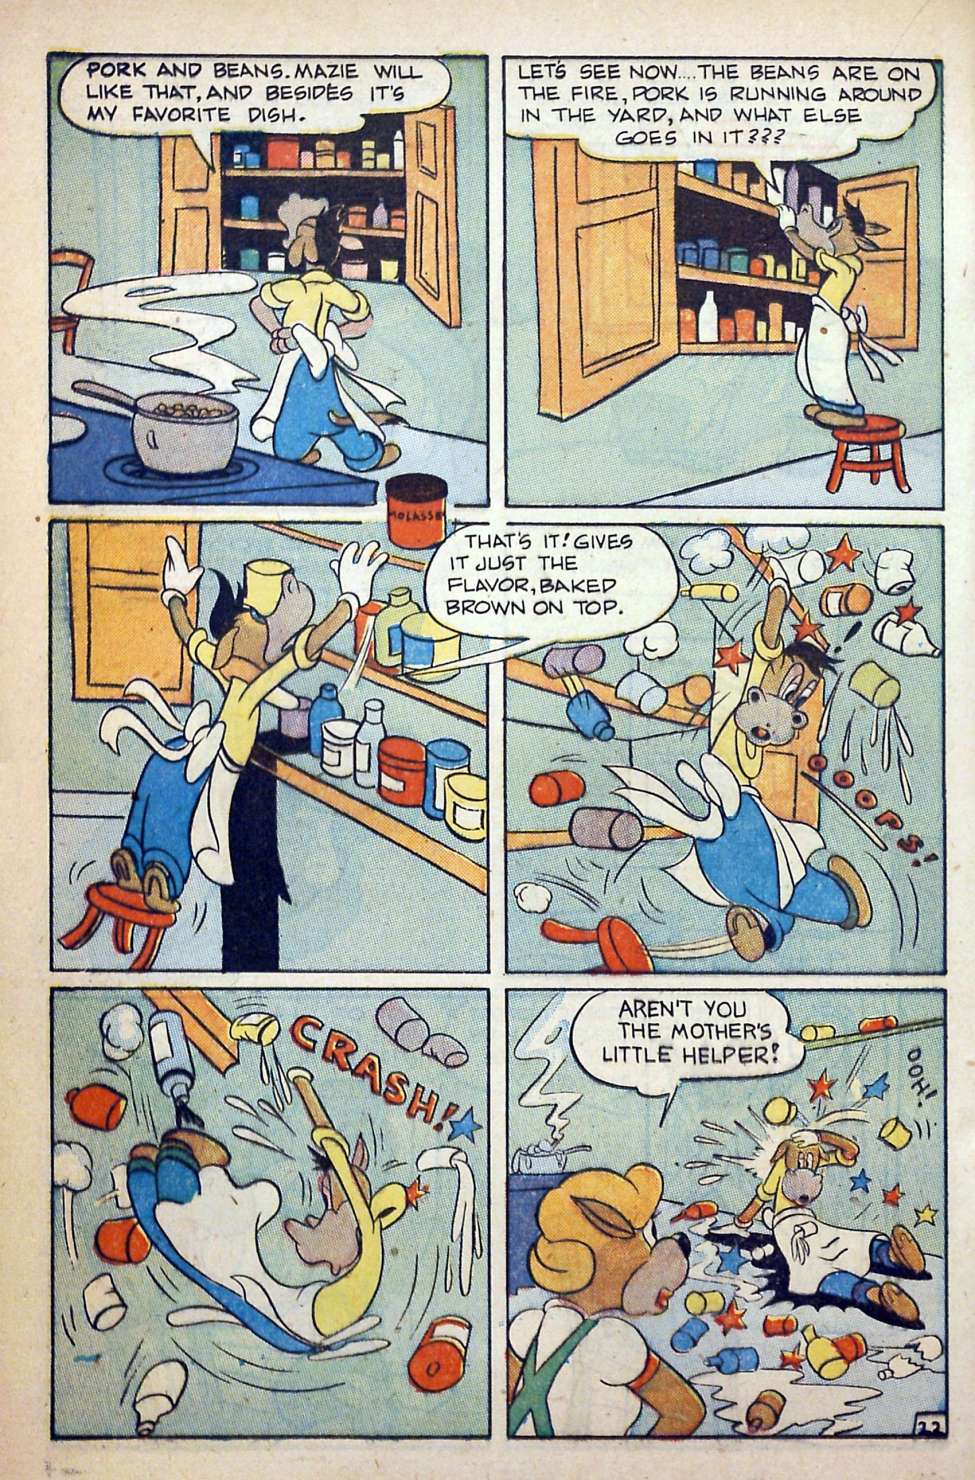 PORK AND BEANS. MAZIE WILL
LIKE THAT, AND BESIDES IT'S
MY FAVORITE DISH.
LET'S SEE NOW....THE BEANS ARE ON
THE FIRE, PORK IS RUNNING AROUND
IN THE YARD, AND WHAT ELSE
GOES IN IT???
MOLASSES
THAT'S IT! GIVES
IT JUST THE
FLAVOR, BAKED
BROWN ON TOP.
OOOPS!
CRASH!
AREN'T YOU
THE MOTHER'S
LITTLE HELPER!
OOH!
22